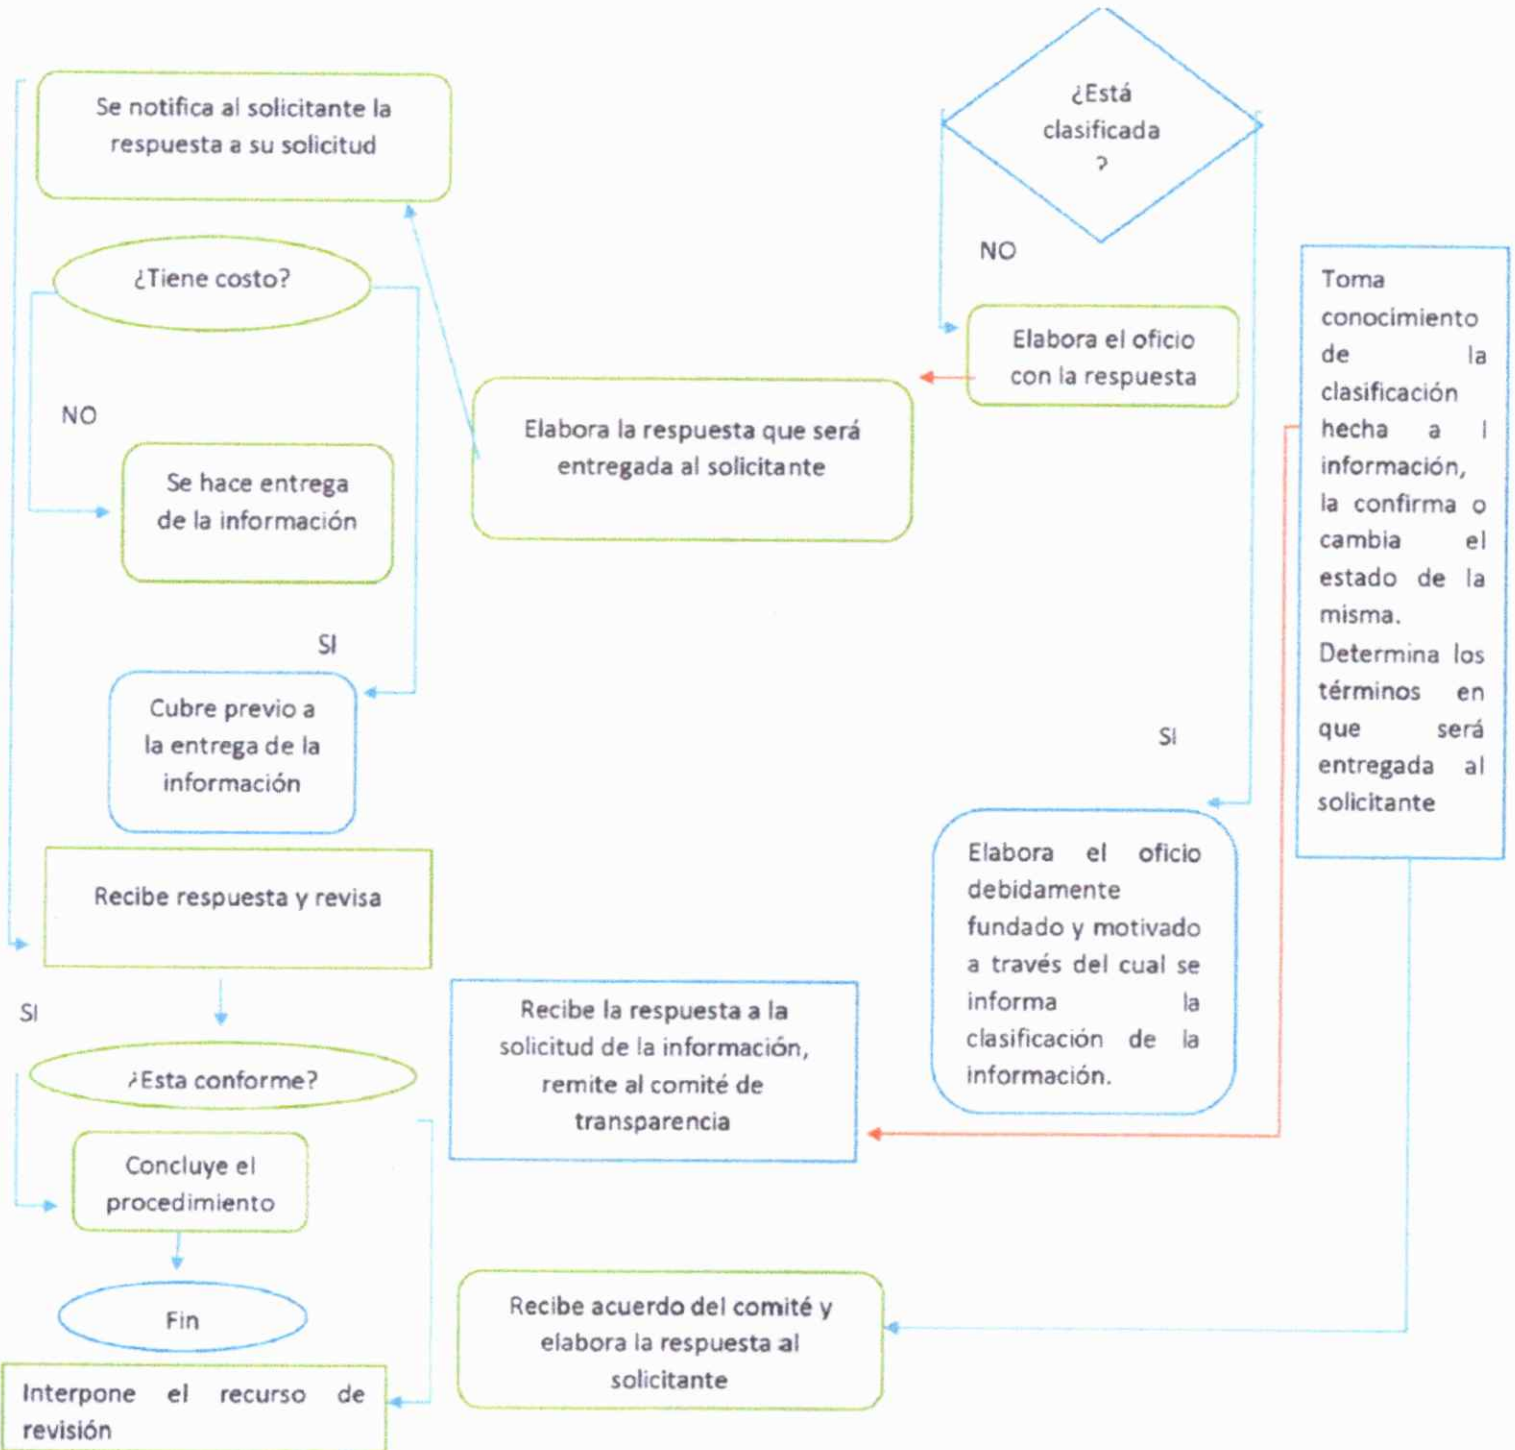 Se notifica al solicitante la
respuesta a su solicitud
¿Tiene costo?
NO
Se hace entrega
de la información
SI
Cubre previo a
la entrega de la
información
Recibe respuesta y revisa
SI
¿Esta conforme?
Concluye el
procedimiento
Fin
Interpone el recurso de
revisión
Elabora la respuesta que será
entregada al solicitante
Recibe la respuesta a la
solicitud de la información,
remite al comité de
transparencia
Recibe acuerdo del comité y
elabora la respuesta al
solicitante
¿Está
clasificada
?
NO
Elabora el oficio
con la respuesta
SI
Elabora el oficio
debidamente
fundado y motivado
a través del cual se
informa la
clasificación de la
información.
Toma
conocimiento
de la
clasificación
hecha a l
información,
la confirma o
cambia el
estado de la
misma.
Determina los
términos en
que será
entregada al
solicitante